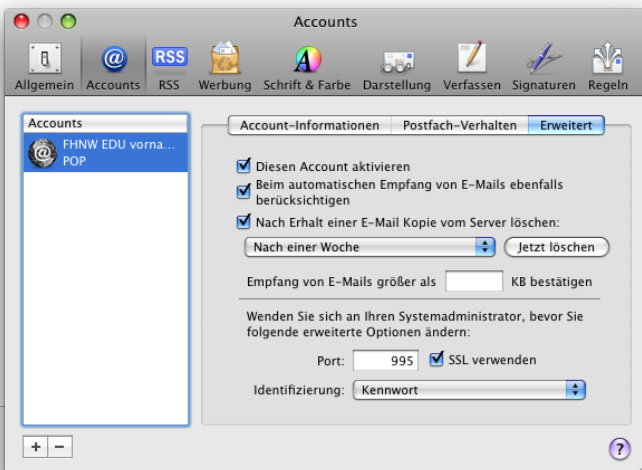 Accounts
RSS
Allgemein Accounts RSS Werbung Schrift & Farbe Darstellung Verfassen Signaturen Regeln
Accounts
FHNW EDU vorna...
POP
Account-Informationen Postfach-Verhalten Erweitert
Diesen Account aktivieren
Beim automatischen Empfang von E-Mails ebenfalls
berücksichtigen
Nach Erhalt einer E-Mail Kopie vom Server löschen:
Nach einer Woche Jetzt löschen
Empfang von E-Mails größer als KB bestätigen
Wenden Sie sich an Ihren Systemadministrator, bevor Sie
folgende erweiterte Optionen ändern:
Port: 995 SSL verwenden
Identifizierung: Kennwort
+ − ?